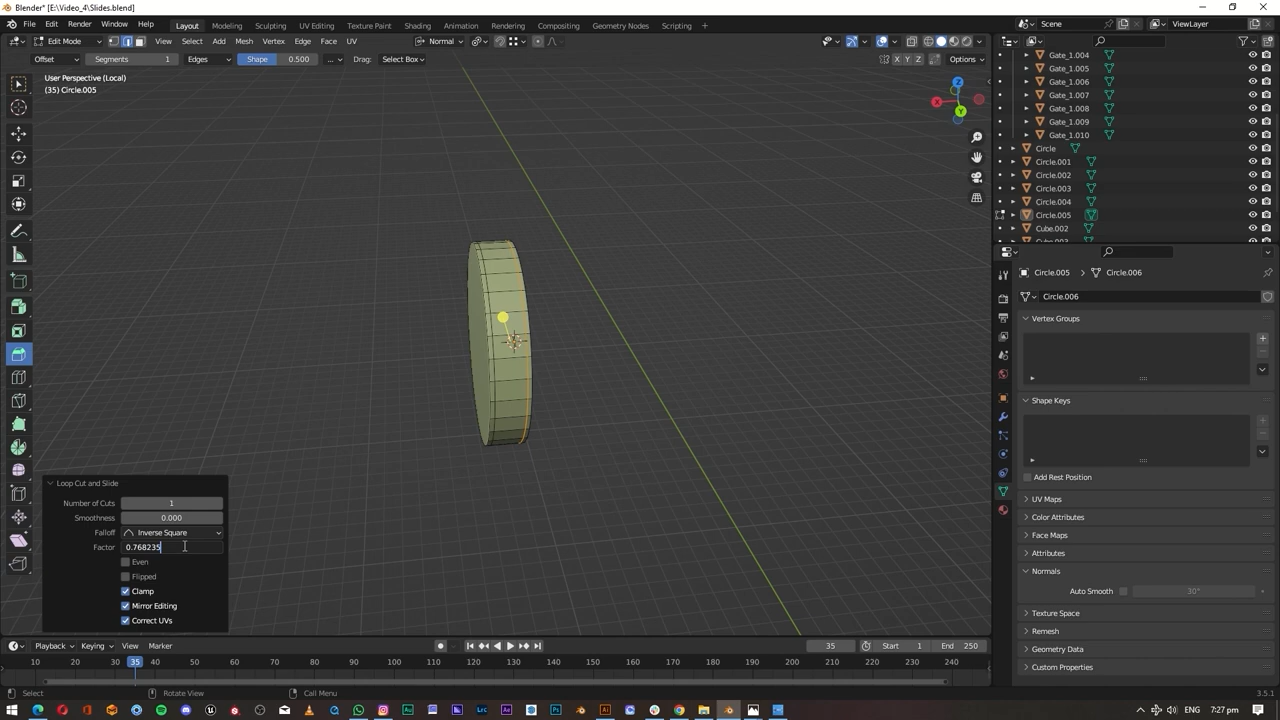 Blender* [E:\Video_4\Slides.blend]
File Edit Render Window Help Layout Modeling Sculpting UV Editing Texture Paint Shading Animation Rendering Compositing Geometry Nodes Scripting + Scene ViewLayer
Edit Mode View Select Add Mesh Vertex Edge Face UV Normal
Offset Segments 1 Edges Shape 0.500 ... Drag: Select Box X Y Z Options
User Perspective (Local)
(35) Circle.005
Z
X
Y
Gate_1.004
Gate_1.005
Gate_1.006
Gate_1.007
Gate_1.008
Gate_1.009
Gate_1.010
Circle
Circle.001
Circle.002
Circle.003
Circle.004
Circle.005
Cube.002
Cube.003
Circle.005 > Circle.006
Circle.006
Vertex Groups
Shape Keys
Add Rest Position
UV Maps
Color Attributes
Face Maps
Attributes
Normals
Auto Smooth 30°
Texture Space
Remesh
Geometry Data
Custom Properties
Loop Cut and Slide
Number of Cuts 1
Smoothness 0.000
Falloff Inverse Square
Factor 0.768235
Even
Flipped
Clamp
Mirror Editing
Correct UVs
Playback Keying View Marker 35 Start 1 End 250
10 20 30 35 40 50 60 70 80 90 100 110 120 130 140 150 160 170 180 190 200 210 220 230 240
Select Rotate View Call Menu 3.5.1
ENG 7:27 pm